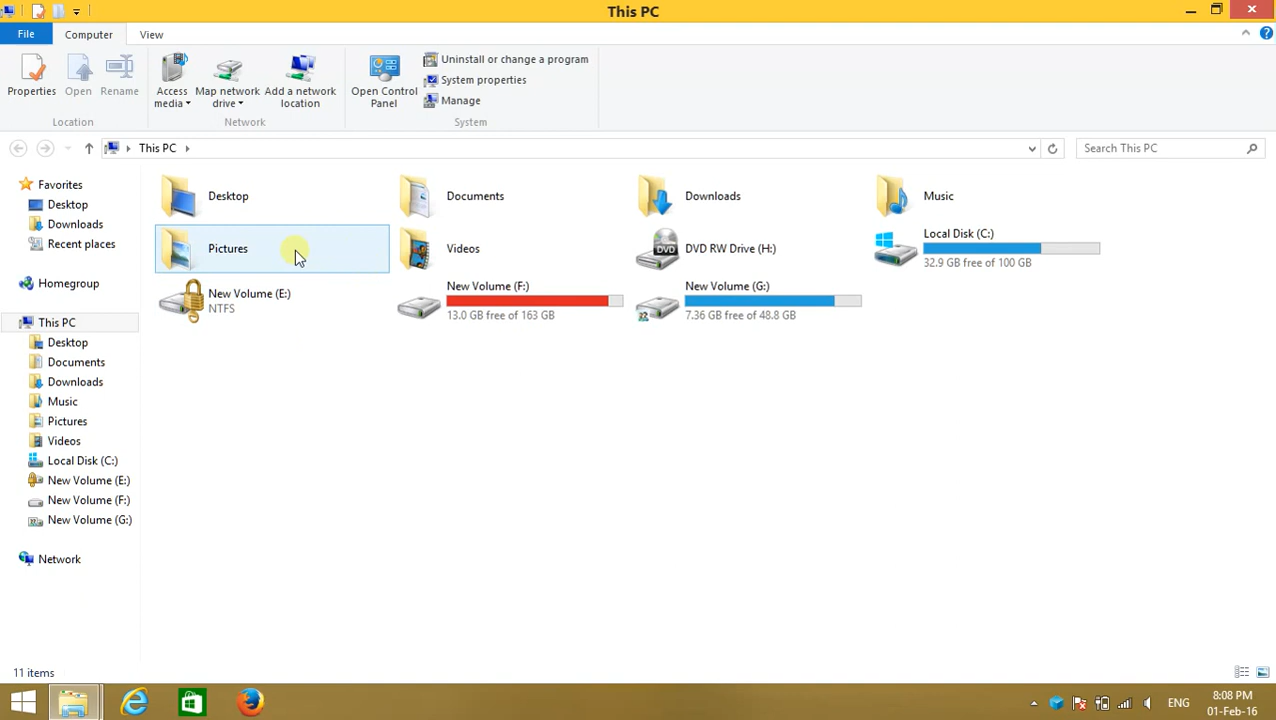 This PC
File Computer View
Properties Open Rename Access media Map network drive Add a network location Open Control Panel
Uninstall or change a program
System properties
Manage
Location Network System
This PC
Search This PC
Favorites
Desktop
Downloads
Recent places
Homegroup
This PC
Desktop
Documents
Downloads
Music
Pictures
Videos
Local Disk (C:)
New Volume (E:)
New Volume (F:)
New Volume (G:)
Network
Desktop
Documents
Downloads
Music
Pictures
Videos
DVD
DVD RW Drive (H:)
Local Disk (C:)
32.9 GB free of 100 GB
New Volume (E:)
NTFS
New Volume (F:)
13.0 GB free of 163 GB
New Volume (G:)
7.36 GB free of 48.8 GB
11 items
ENG
8:08 PM
01-Feb-16